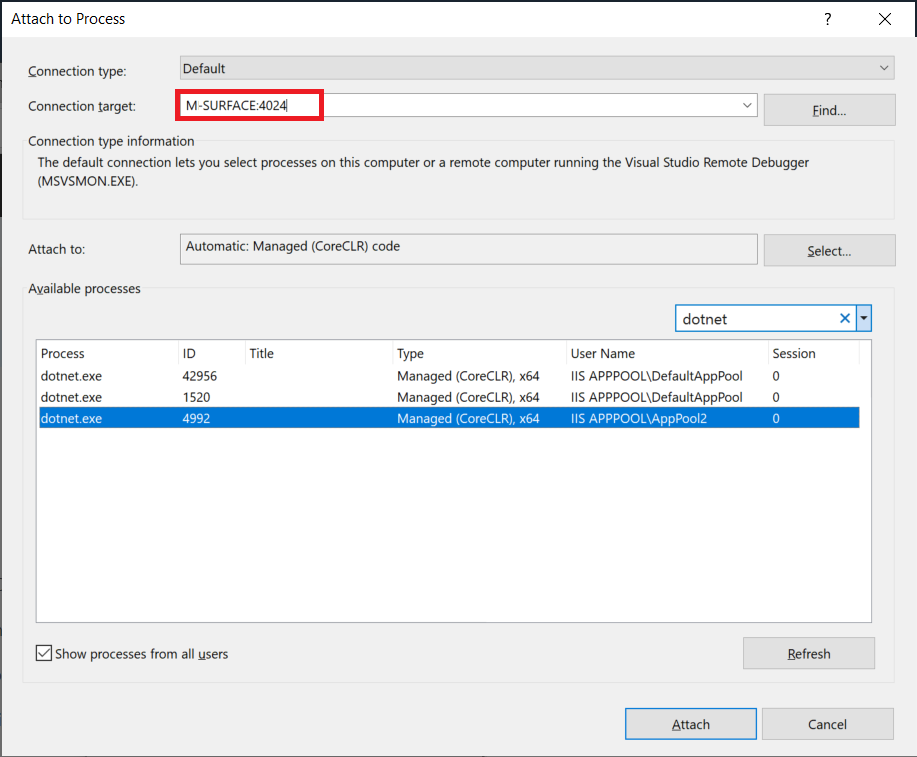 Attach to Process ?
Connection type: Default
Connection target: M-SURFACE:4024 Find...
Connection type information
The default connection lets you select processes on this computer or a remote computer running the Visual Studio Remote Debugger
(MSVSMON.EXE).
Attach to: Automatic: Managed (CoreCLR) code Select...
Available processes
dotnet
Process ID Title Type User Name Session
dotnet.exe 42956 Managed (CoreCLR), x64 IIS APPPOOL\DefaultAppPool 0
dotnet.exe 1520 Managed (CoreCLR), x64 IIS APPPOOL\DefaultAppPool 0
dotnet.exe 4992 Managed (CoreCLR), x64 IIS APPPOOL\AppPool2 0
Show processes from all users Refresh
Attach Cancel